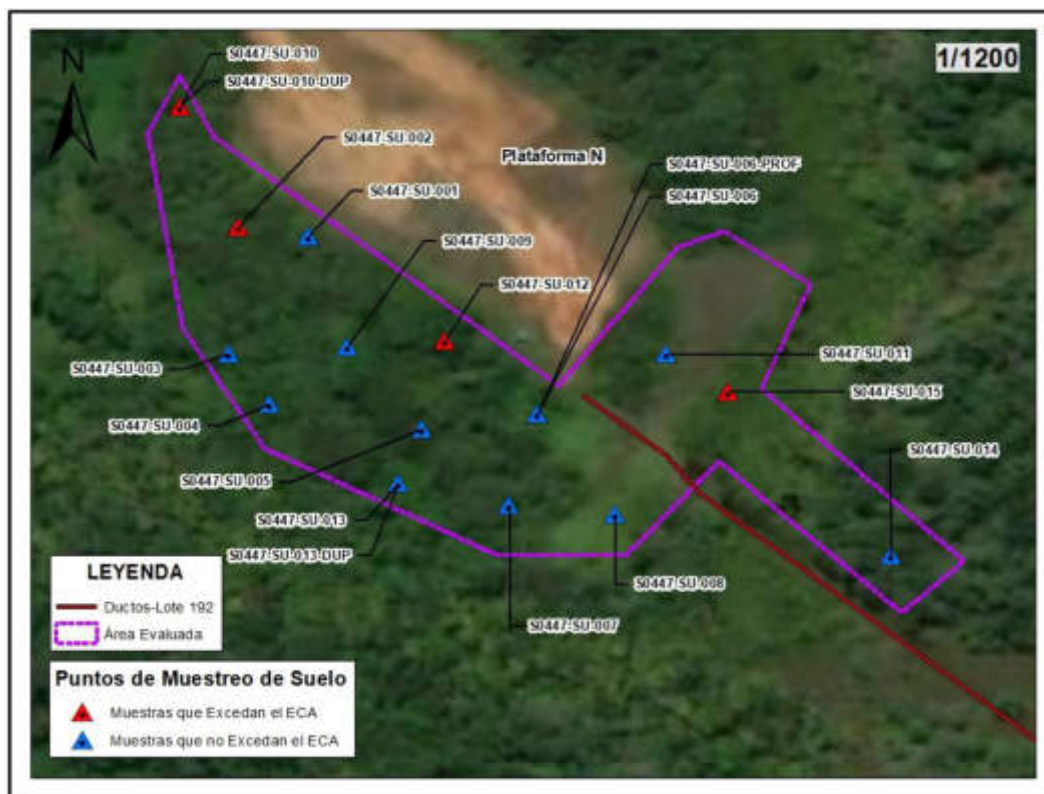 1/1200
N
S0447-SU-010
S0447-SU-010-DUP
S0447-SU-002
S0447-SU-001
S0447-SU-009
S0447-SU-012
Plataforma N
S0447-SU-006-PROF
S0447-SU-006
S0447-SU-003
S0447-SU-004
S0447-SU-005
S0447-SU-013
S0447-SU-013-DUP
S0447-SU-007
S0447-SU-008
S0447-SU-011
S0447-SU-015
S0447-SU-014
LEYENDA
Ductos-Lote 192
Área Evaluada
Puntos de Muestreo de Suelo
Muestras que Excedan el ECA
Muestras que no Excedan el ECA